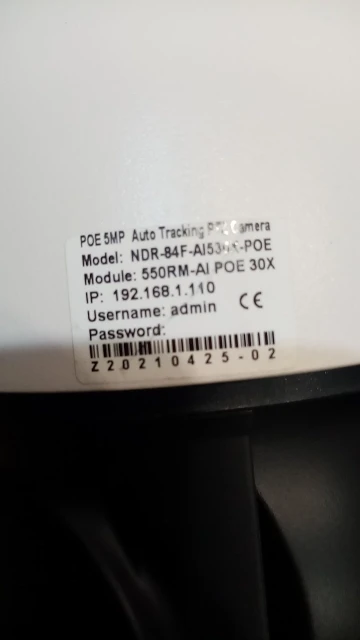 POE 5MP Auto Tracking Camera
Model:
Module: 550RM-AI POE 30X
IP: 192.168.1.110
Username: admin CE
Password:
Z20210425-02